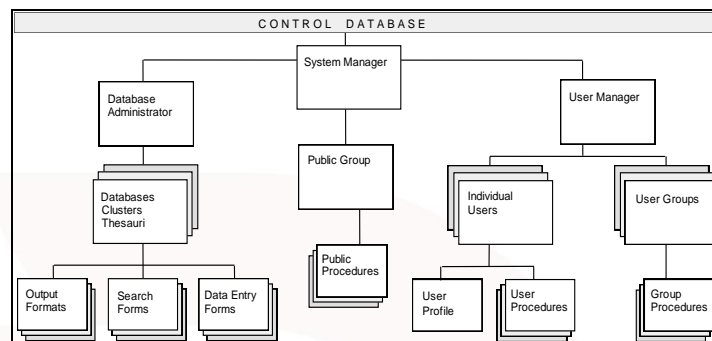 CONTROL DATABASE
System Manager
Database
Administrator
User Manager
Public Group
Databases
Clusters
Thesauri
Individual
Users
User Groups
Public
Procedures
Output
Formats
Search
Forms
Data Entry
Forms
User
Profile
User
Procedures
Group
Procedures